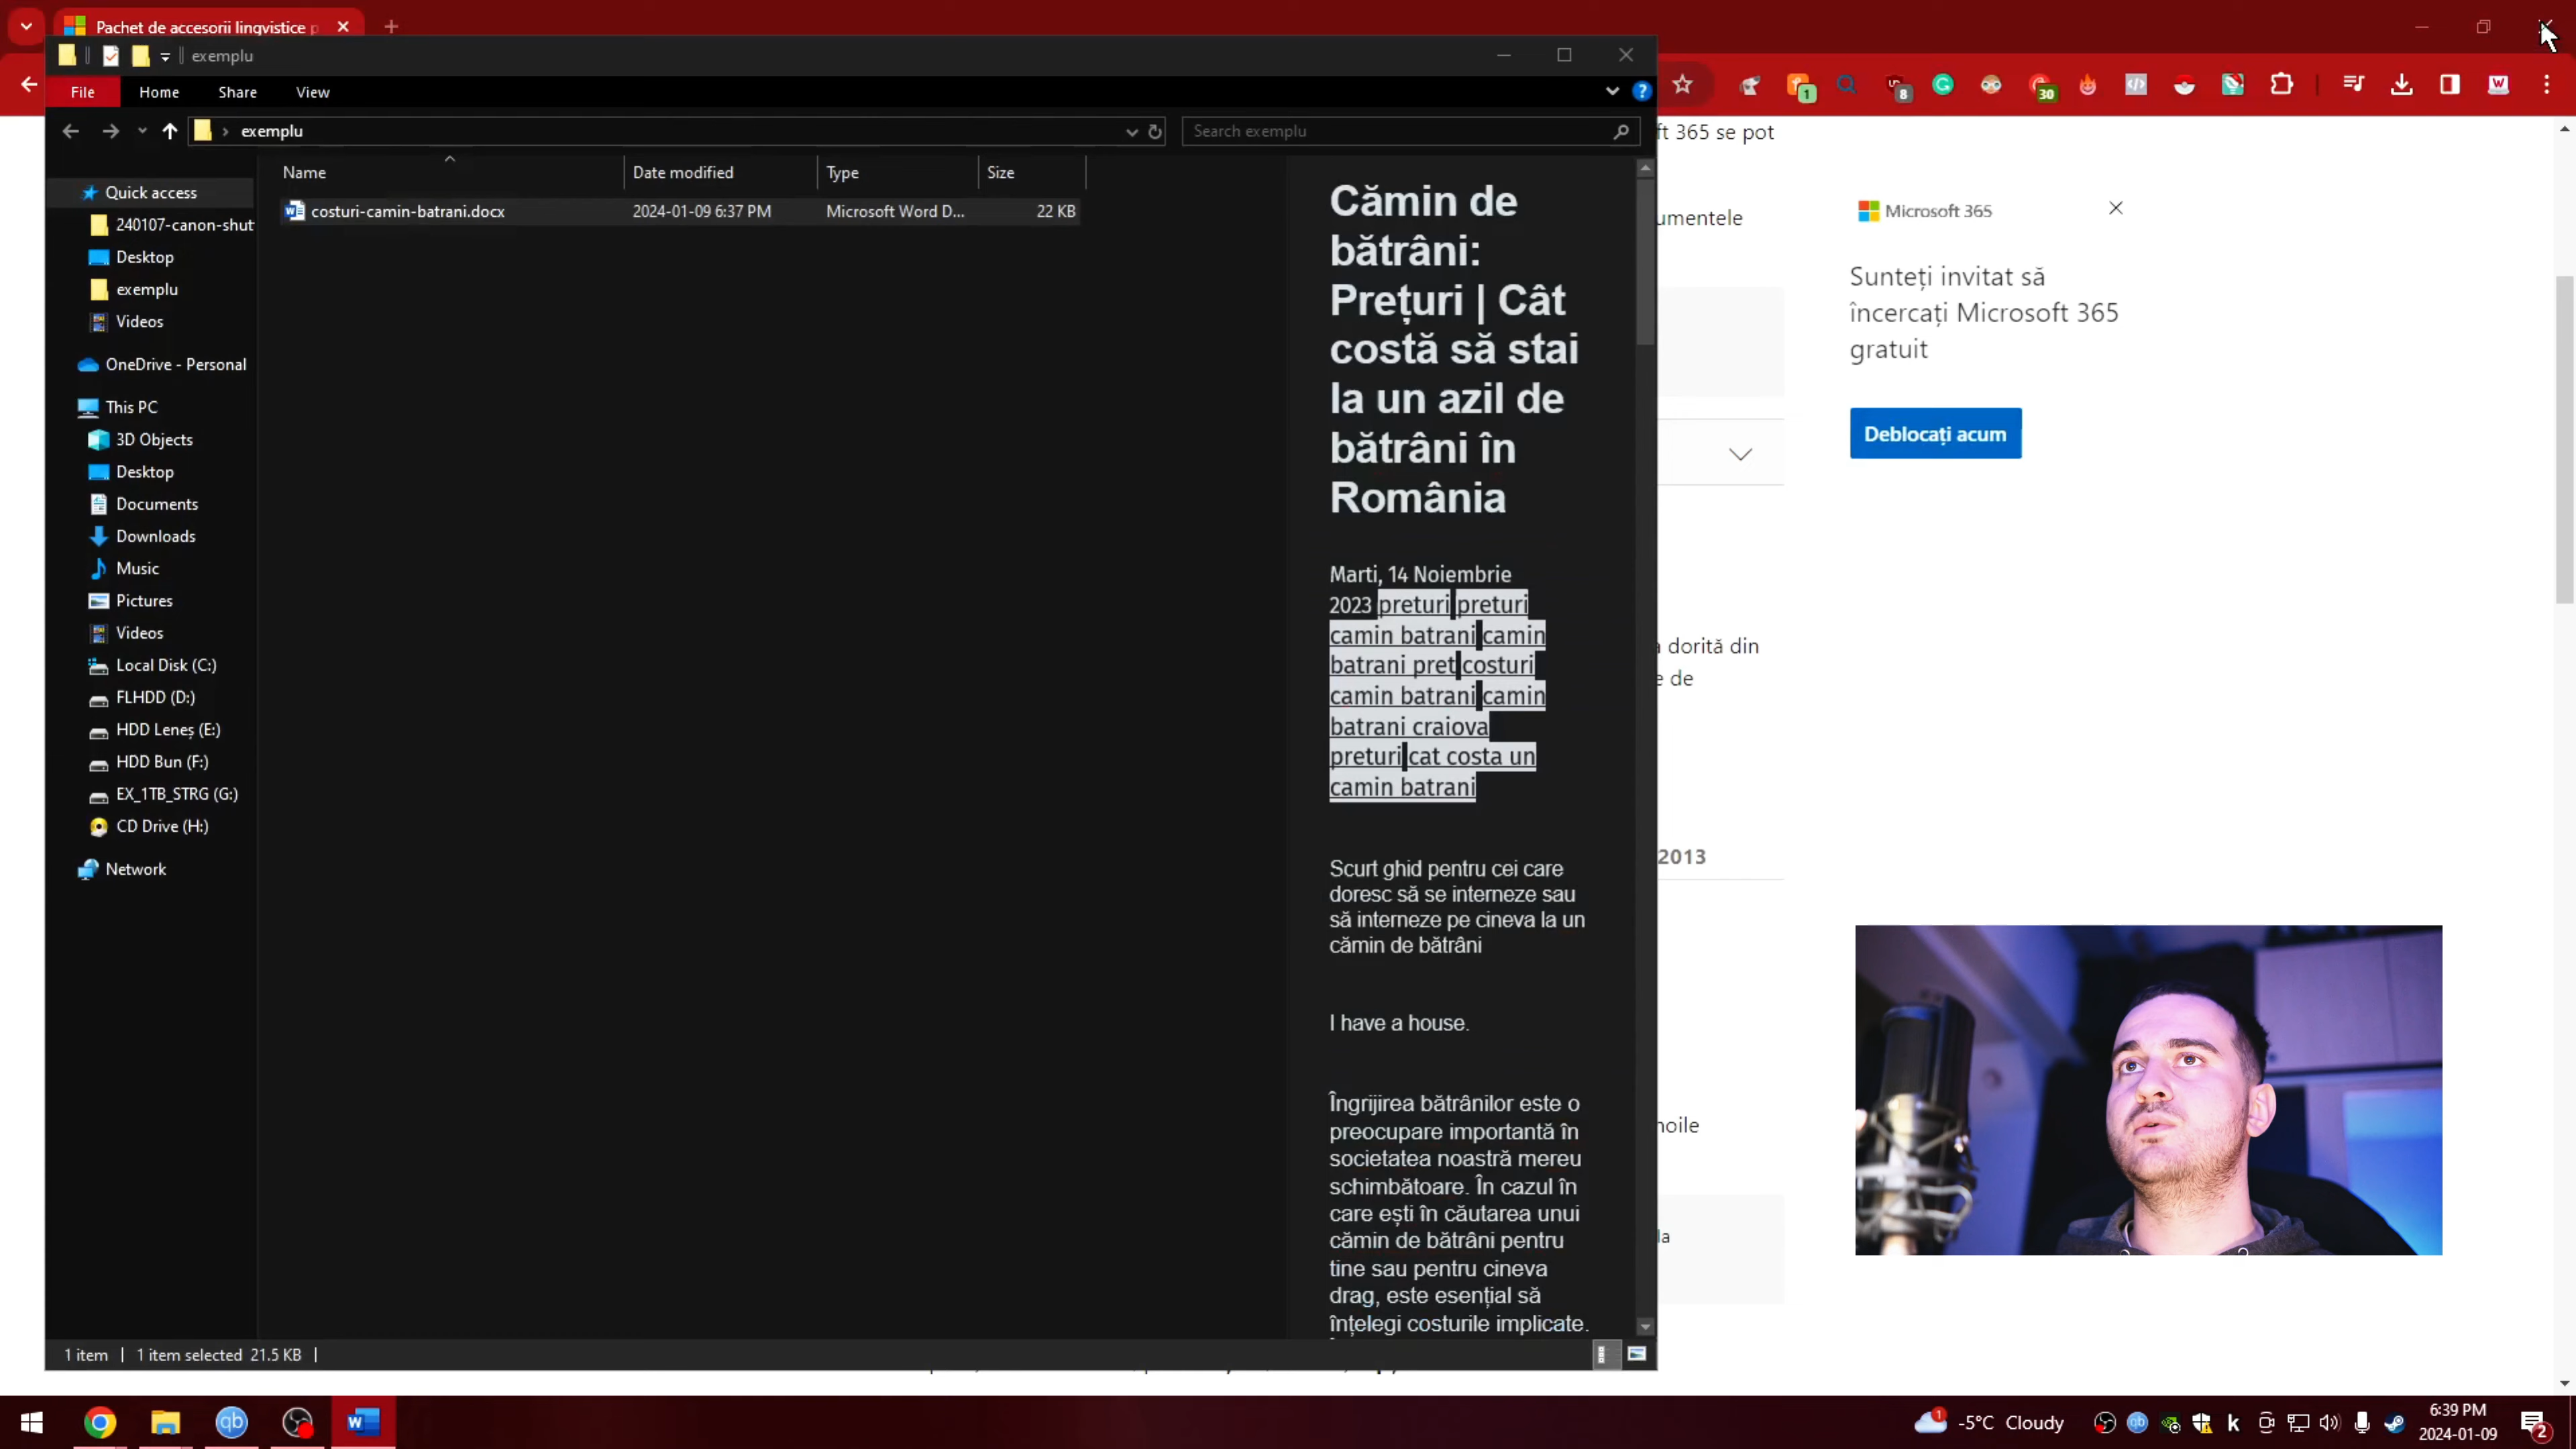 Pachet de accesorii lingvistice p
exemplu
File
Home
Share
View
1
8
30
exemplu
Search exemplu
Name
Date modified
Type
Size
costuri-camin-batrani.docx
2024-01-09 6:37 PM
Microsoft Word D...
22 KB
Quick access
240107-canon-shut
Desktop
exemplu
Videos
OneDrive - Personal
This PC
3D Objects
Desktop
Documents
Downloads
Music
Pictures
Videos
Local Disk (C:)
FLHDD (D:)
HDD Leneș (E:)
HDD Bun (F:)
EX_1TB_STRG (G:)
CD Drive (H:)
Network
Cămin de
bătrâni:
Prețuri | Cât
costă să stai
la un azil de
bătrâni în
România
Marti, 14 Noiembrie
2023 preturi preturi
camin batrani camin
batrani pret costuri
camin batrani camin
batrani craiova
preturi cat costa un
camin batrani
Scurt ghid pentru cei care
doresc să se interneze sau
să interneze pe cineva la un
cămin de bătrâni
I have a house.
Îngrijirea bătrânilor este o
preocupare importantă în
societatea noastră mereu
schimbătoare. În cazul în
care ești în căutarea unui
cămin de bătrâni pentru
tine sau pentru cineva
drag, este esențial să
înțelegi costurile implicate.
ft 365 se pot
umentele
a dorită din
e de
2013
noile
la
Microsoft 365
Sunteți invitat să
încercați Microsoft 365
gratuit
Deblocați acum
1 item
1 item selected 21.5 KB
-5°C Cloudy
6:39 PM
2024-01-09
2